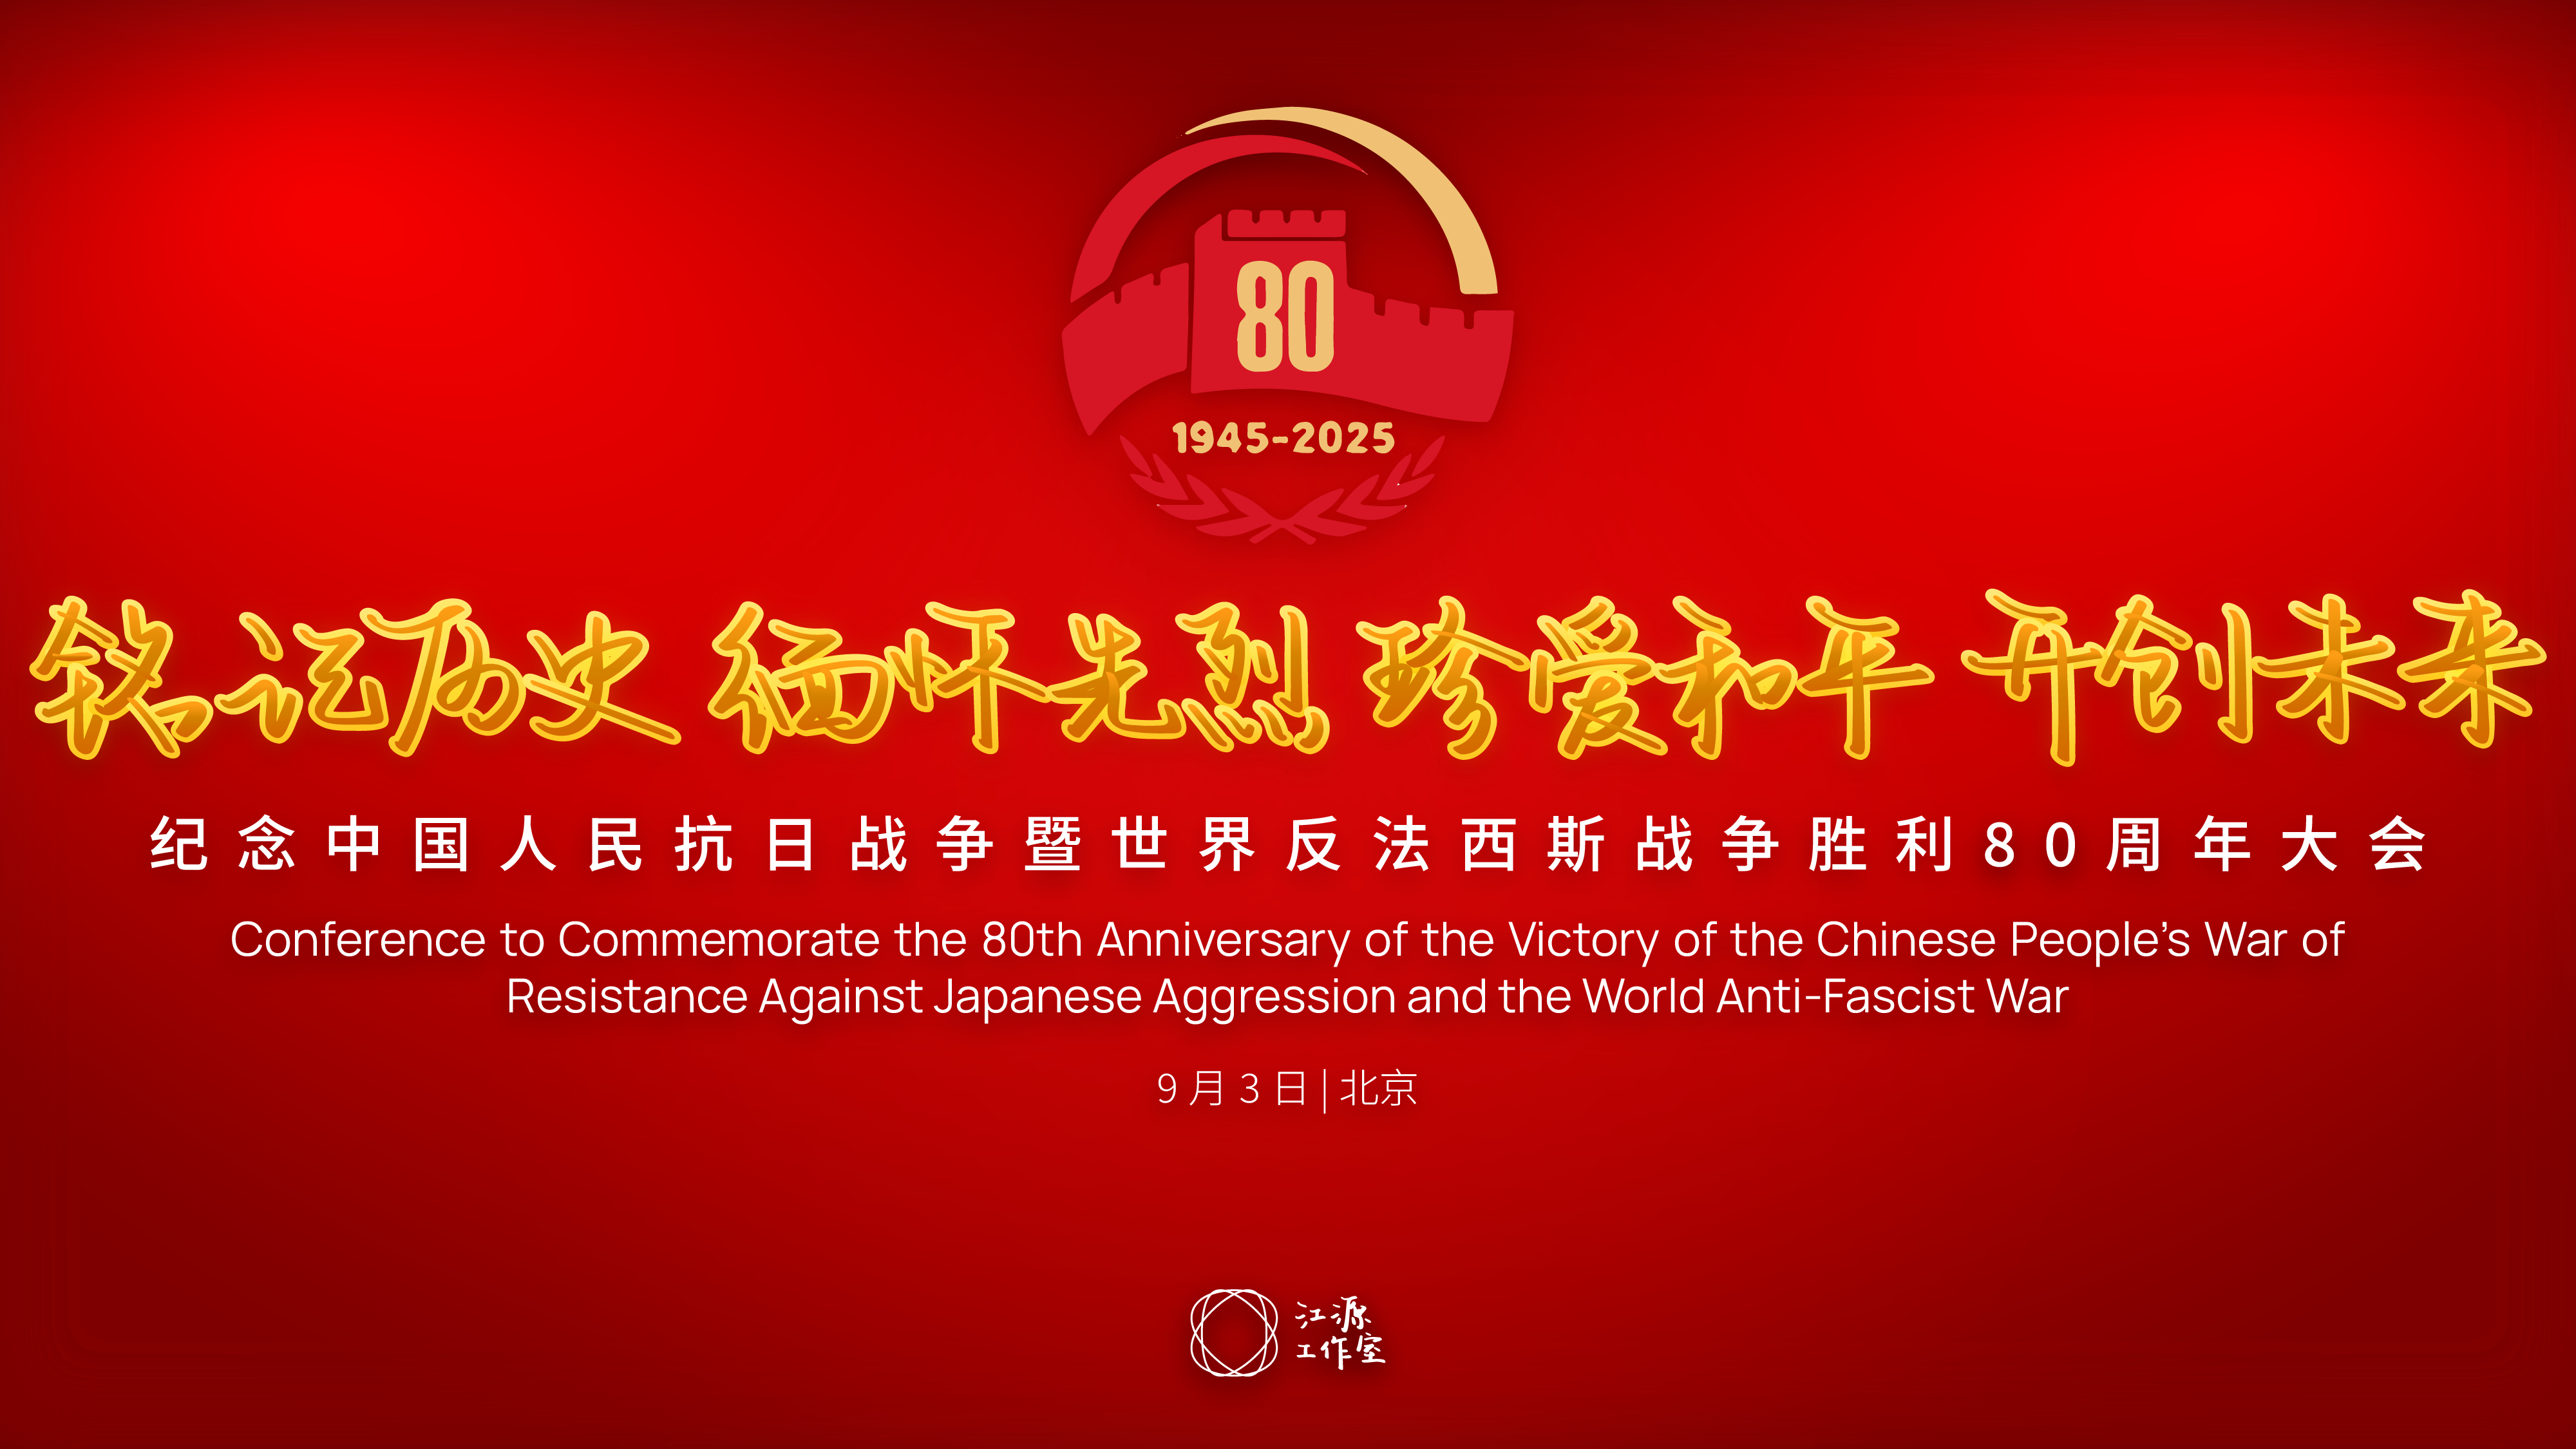 80
1945-2025
铭记历史 缅怀先烈 珍爱和平 开创未来
纪念中国人民抗日战争暨世界反法西斯战争胜利80周年大会
Conference to Commemorate the 80th Anniversary of the Victory of the Chinese People's War of
Resistance Against Japanese Aggression and the World Anti-Fascist War
9月3日|北京
江源
工作室